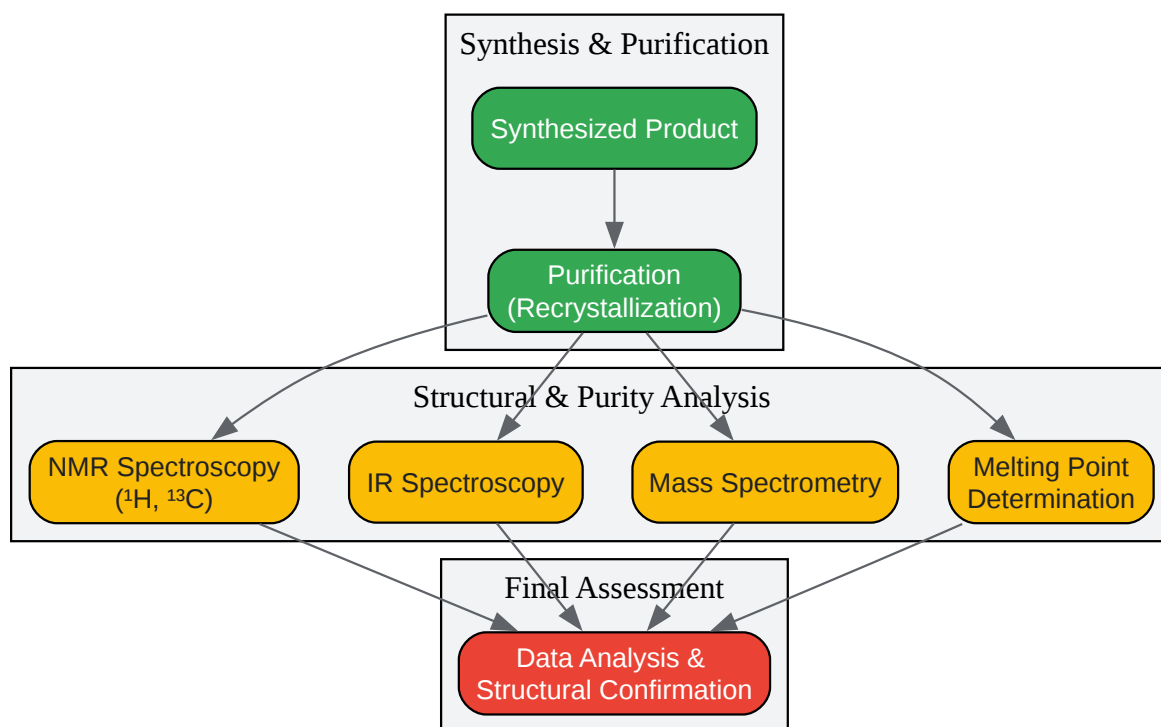 Synthesis & Purification
Synthesized Product
Purification
(Recrystallization)
Structural & Purity Analysis
NMR Spectroscopy
(¹H, ¹³C)
IR Spectroscopy
Mass Spectrometry
Melting Point
Determination
Final Assessment
Data Analysis &
Structural Confirmation